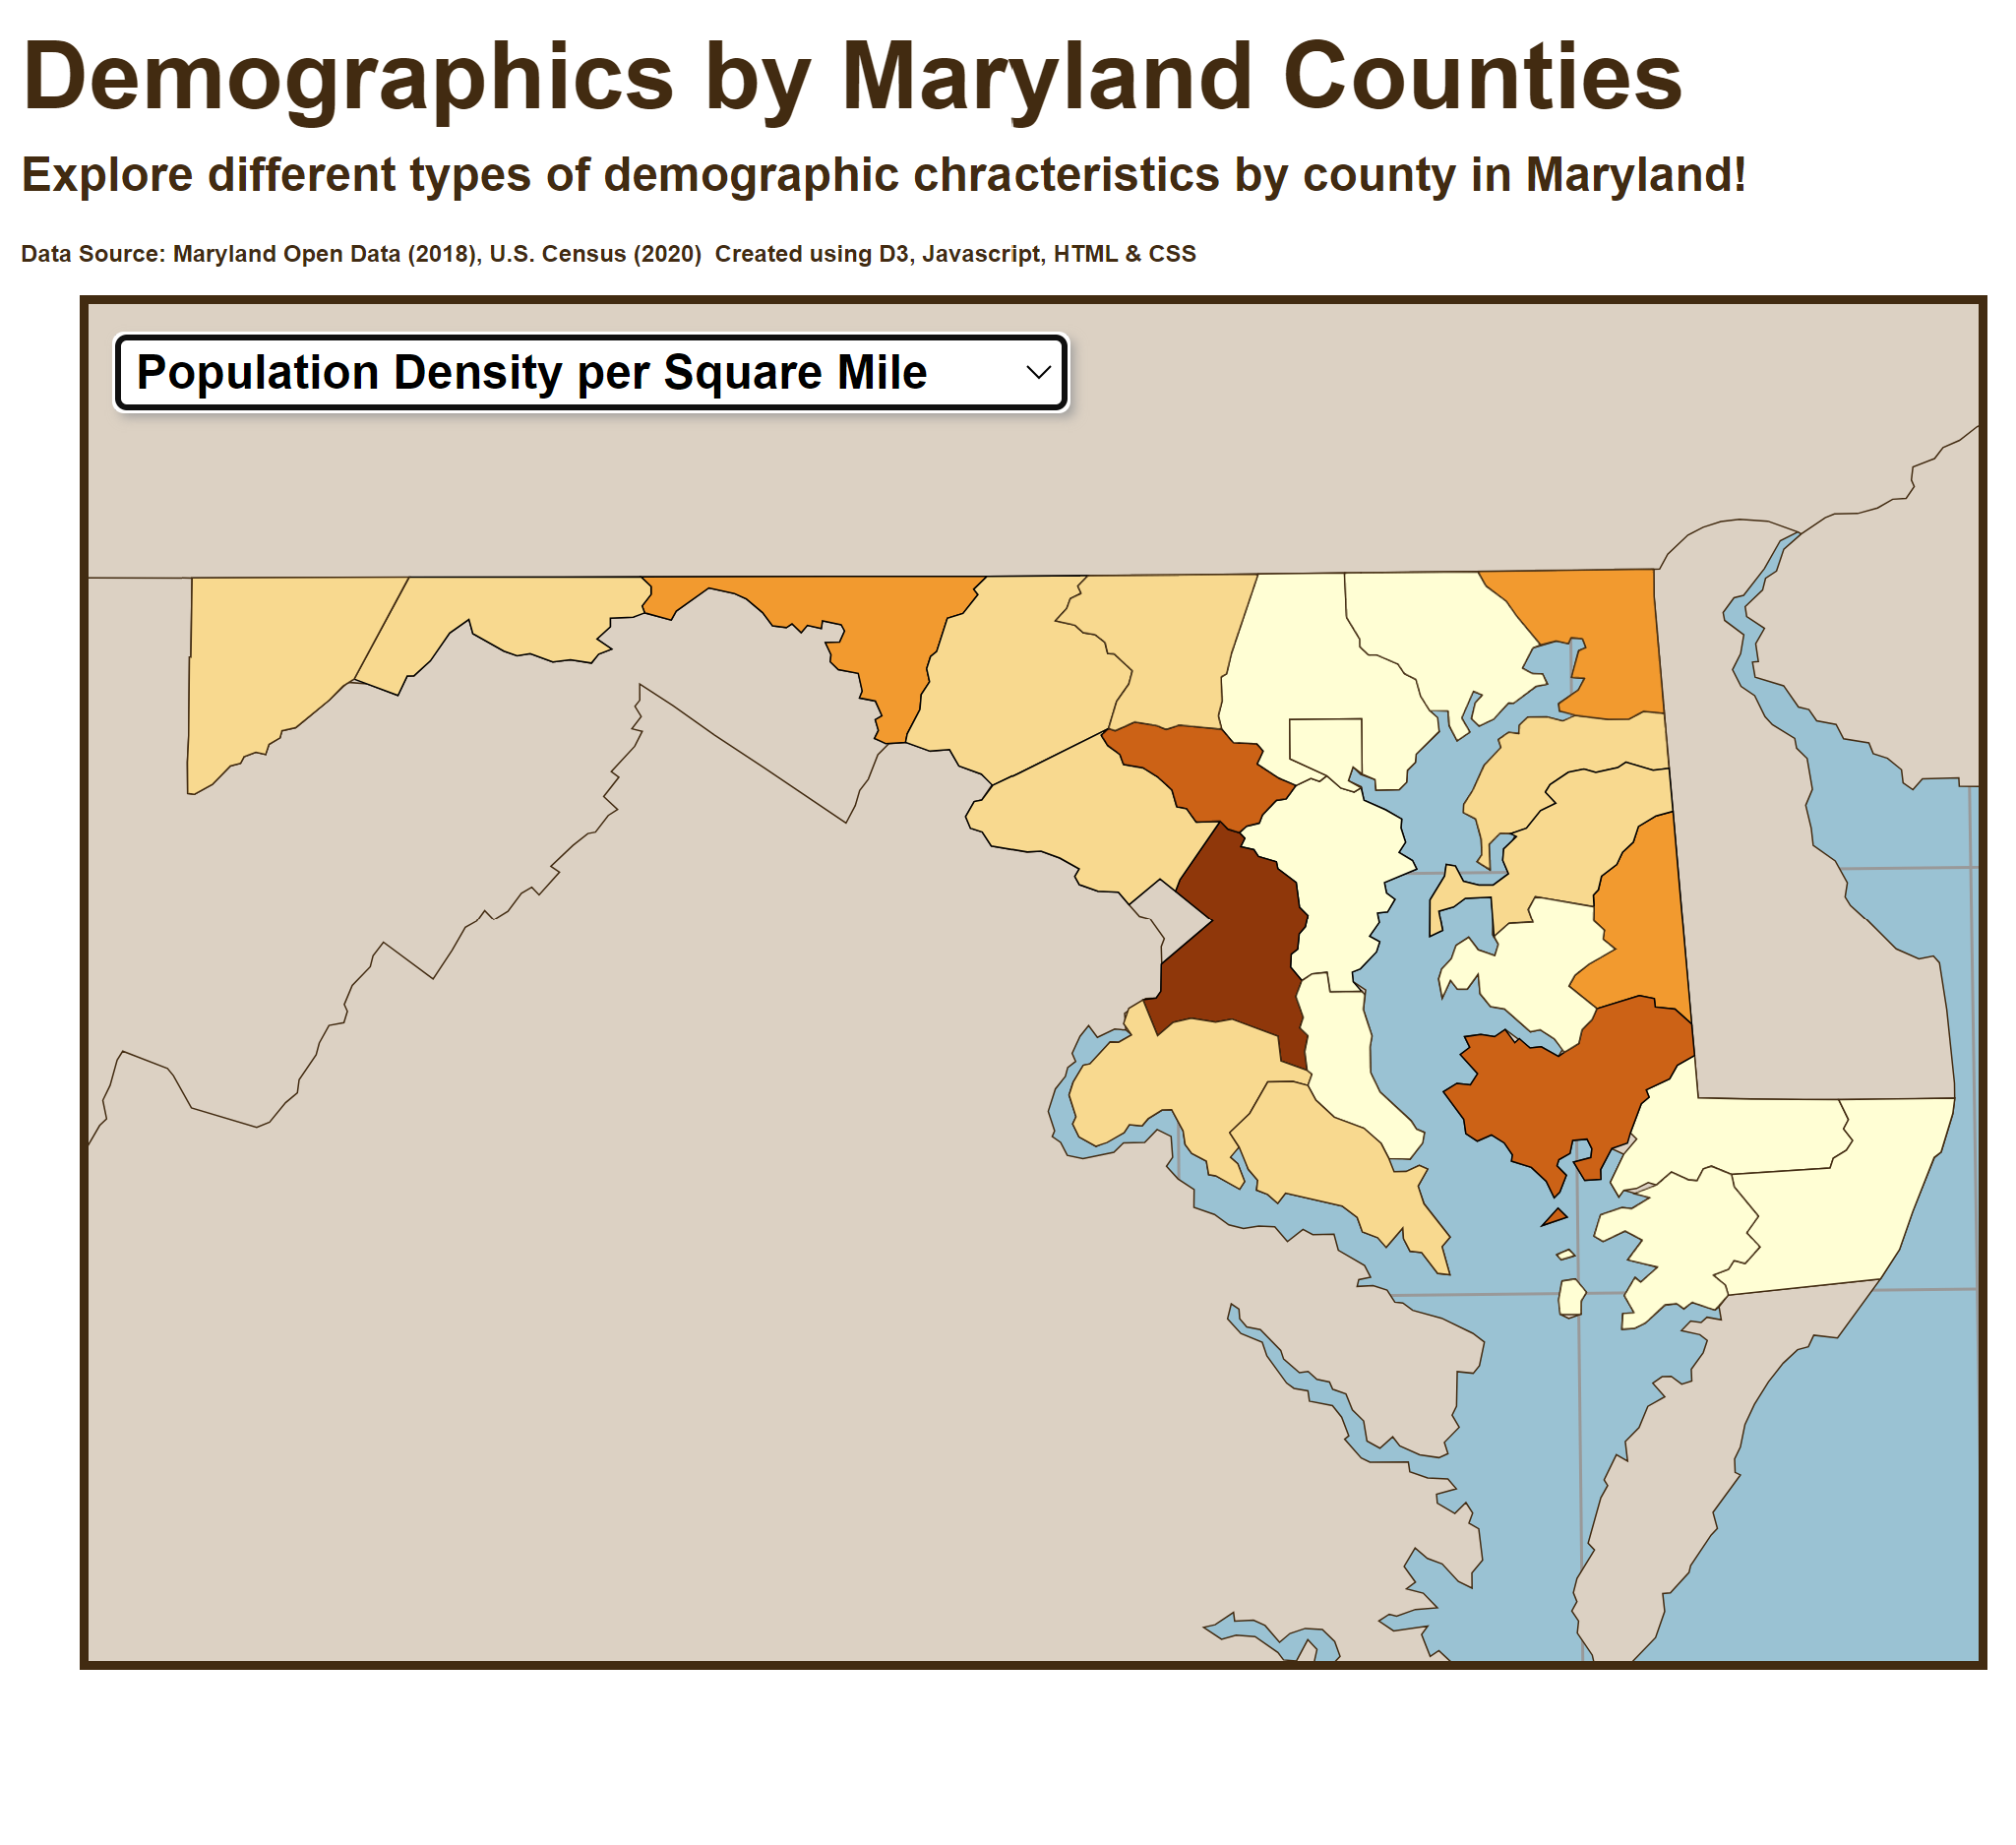 Demographics by Maryland Counties
Explore different types of demographic chracteristics by county in Maryland!
Data Source: Maryland Open Data (2018), U.S. Census (2020)  Created using D3, Javascript, HTML & CSS
Population Density per Square Mile